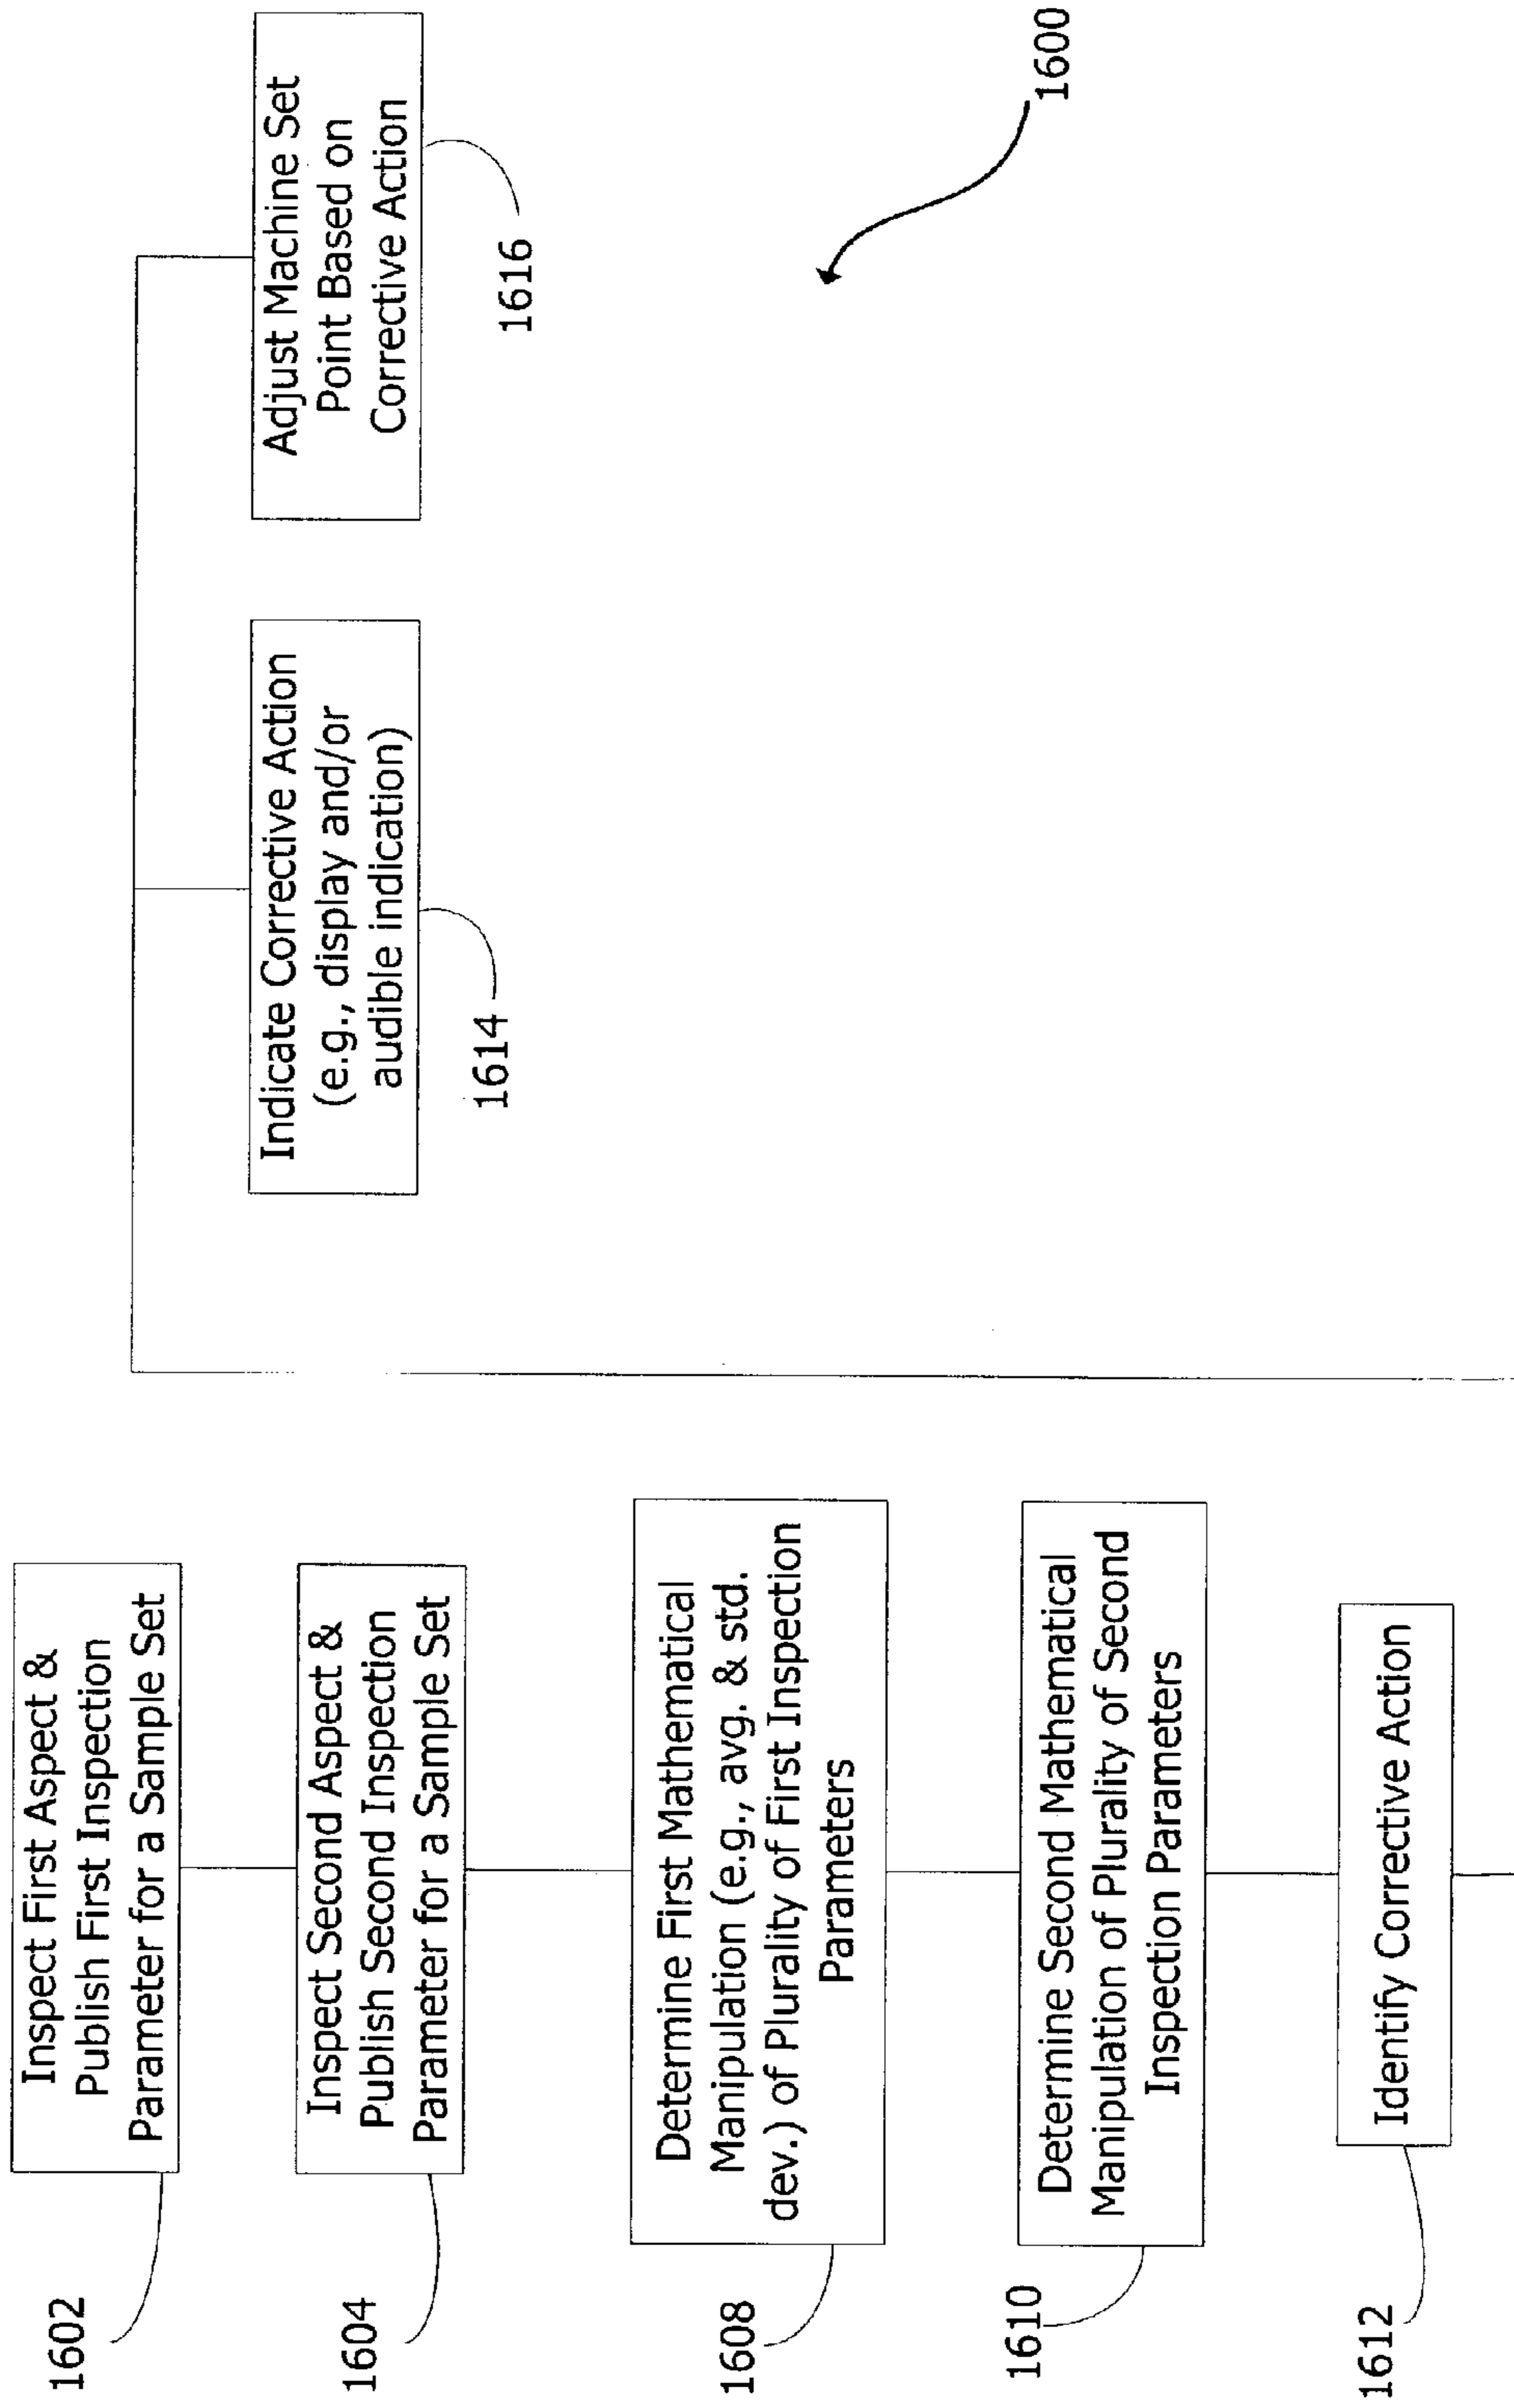 1602
Inspect First Aspect &
Publish First Inspection
Parameter for a Sample Set
1604
Inspect Second Aspect &
Publish Second Inspection
Parameter for a Sample Set
1608
Determine First Mathematical
Manipulation (e.g., avg. & std.
dev.) of Plurality of First Inspection
Parameters
1610
Determine Second Mathematical
Manipulation of Plurality of Second
Inspection Parameters
1612
Identify Corrective Action
Indicate Corrective Action
(e.g., display and/or
audible indication)
1614
Adjust Machine Set
Point Based on
Corrective Action
1616
1600